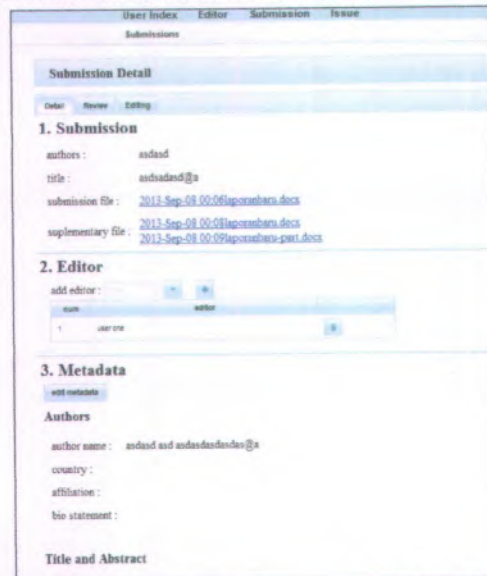 User Index Editor Submission Issue
Submissions
Submission Detail
Detail Review Editing
1. Submission
authors : asdasd
title : asdsadasd@a
submission file : 2013-Sep-08 00:06laporanbaru.docx
suplementary file : 2013-Sep-08 00:08laporanbaru.docx
2013-Sep-08 00:09laporanbaru-part.docx
2. Editor
add editor :
num editor
1 user one
3. Metadata
edit metadata
Authors
author name : asdasd asd asdasdasdasdas@a
country :
affiliation :
bio statement :
Title and Abstract